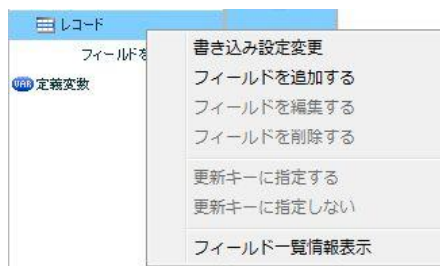 レコード
フィールドを
VAR 定義変数
書き込み設定変更
フィールドを追加する
フィールドを編集する
フィールドを削除する
更新キーに指定する
更新キーに指定しない
フィールド一覧情報表示